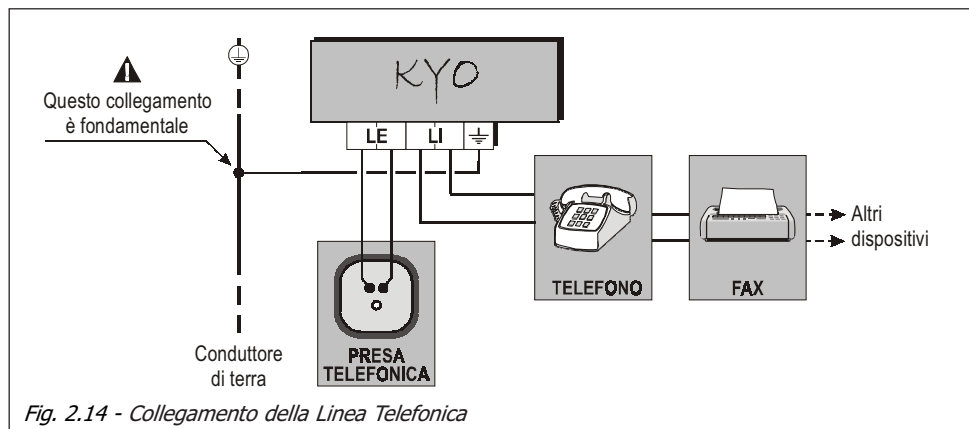 KYO
Questo collegamento
è fondamentale
LE
LI
TELEFONO
FAX
Altri
dispositivi
PRESA
TELEFONICA
Conduttore
di terra
Fig. 2.14 - Collegamento della Linea Telefonica